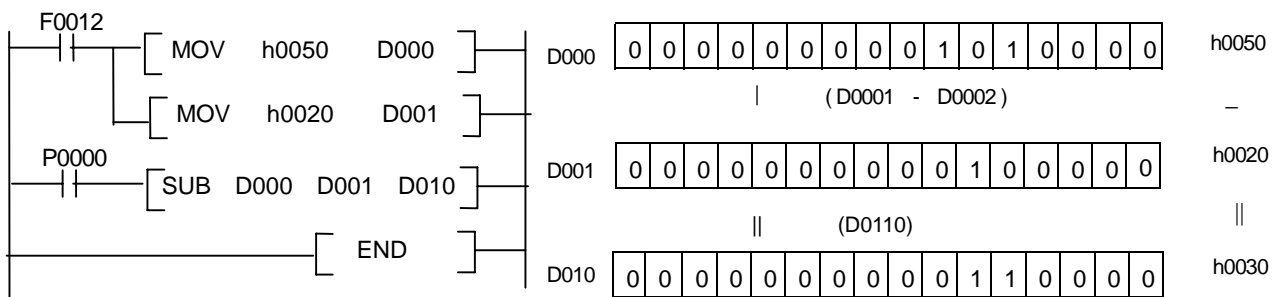 F0012
MOV h0050 D000
MOV h0020 D001
P0000
SUB D000 D001 D010
END
D000 0 0 0 0 0 0 0 0 0 1 0 1 0 0 0 0 h0050
| ( D0001 - D0002 ) _
D001 0 0 0 0 0 0 0 0 0 0 1 0 0 0 0 0 h0020
|| (D0110) ||
D010 0 0 0 0 0 0 0 0 0 0 1 1 0 0 0 0 h0030